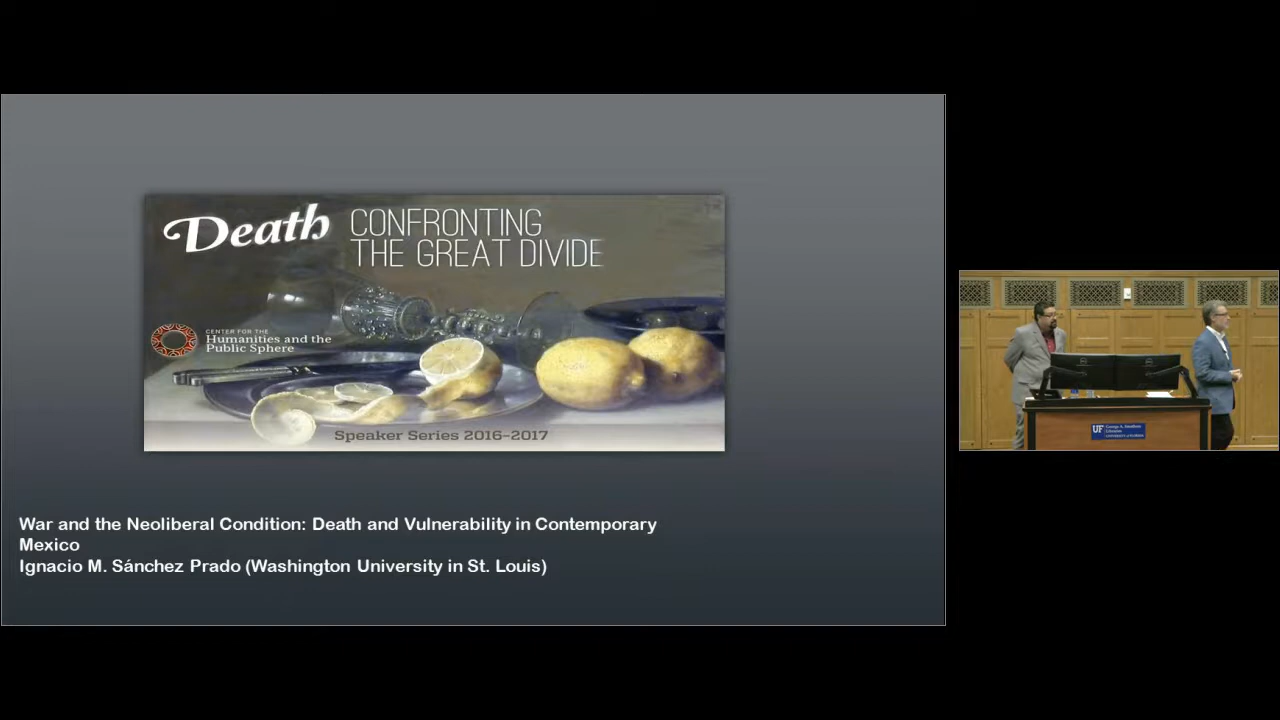 Death
CONFRONTING
THE GREAT DIVIDE
CENTER FOR THE
Humanities and the
Public Sphere
Speaker Series 2016–2017
War and the Neoliberal Condition: Death and Vulnerability in Contemporary
Mexico
Ignacio M. Sánchez Prado (Washington University in St. Louis)
UF